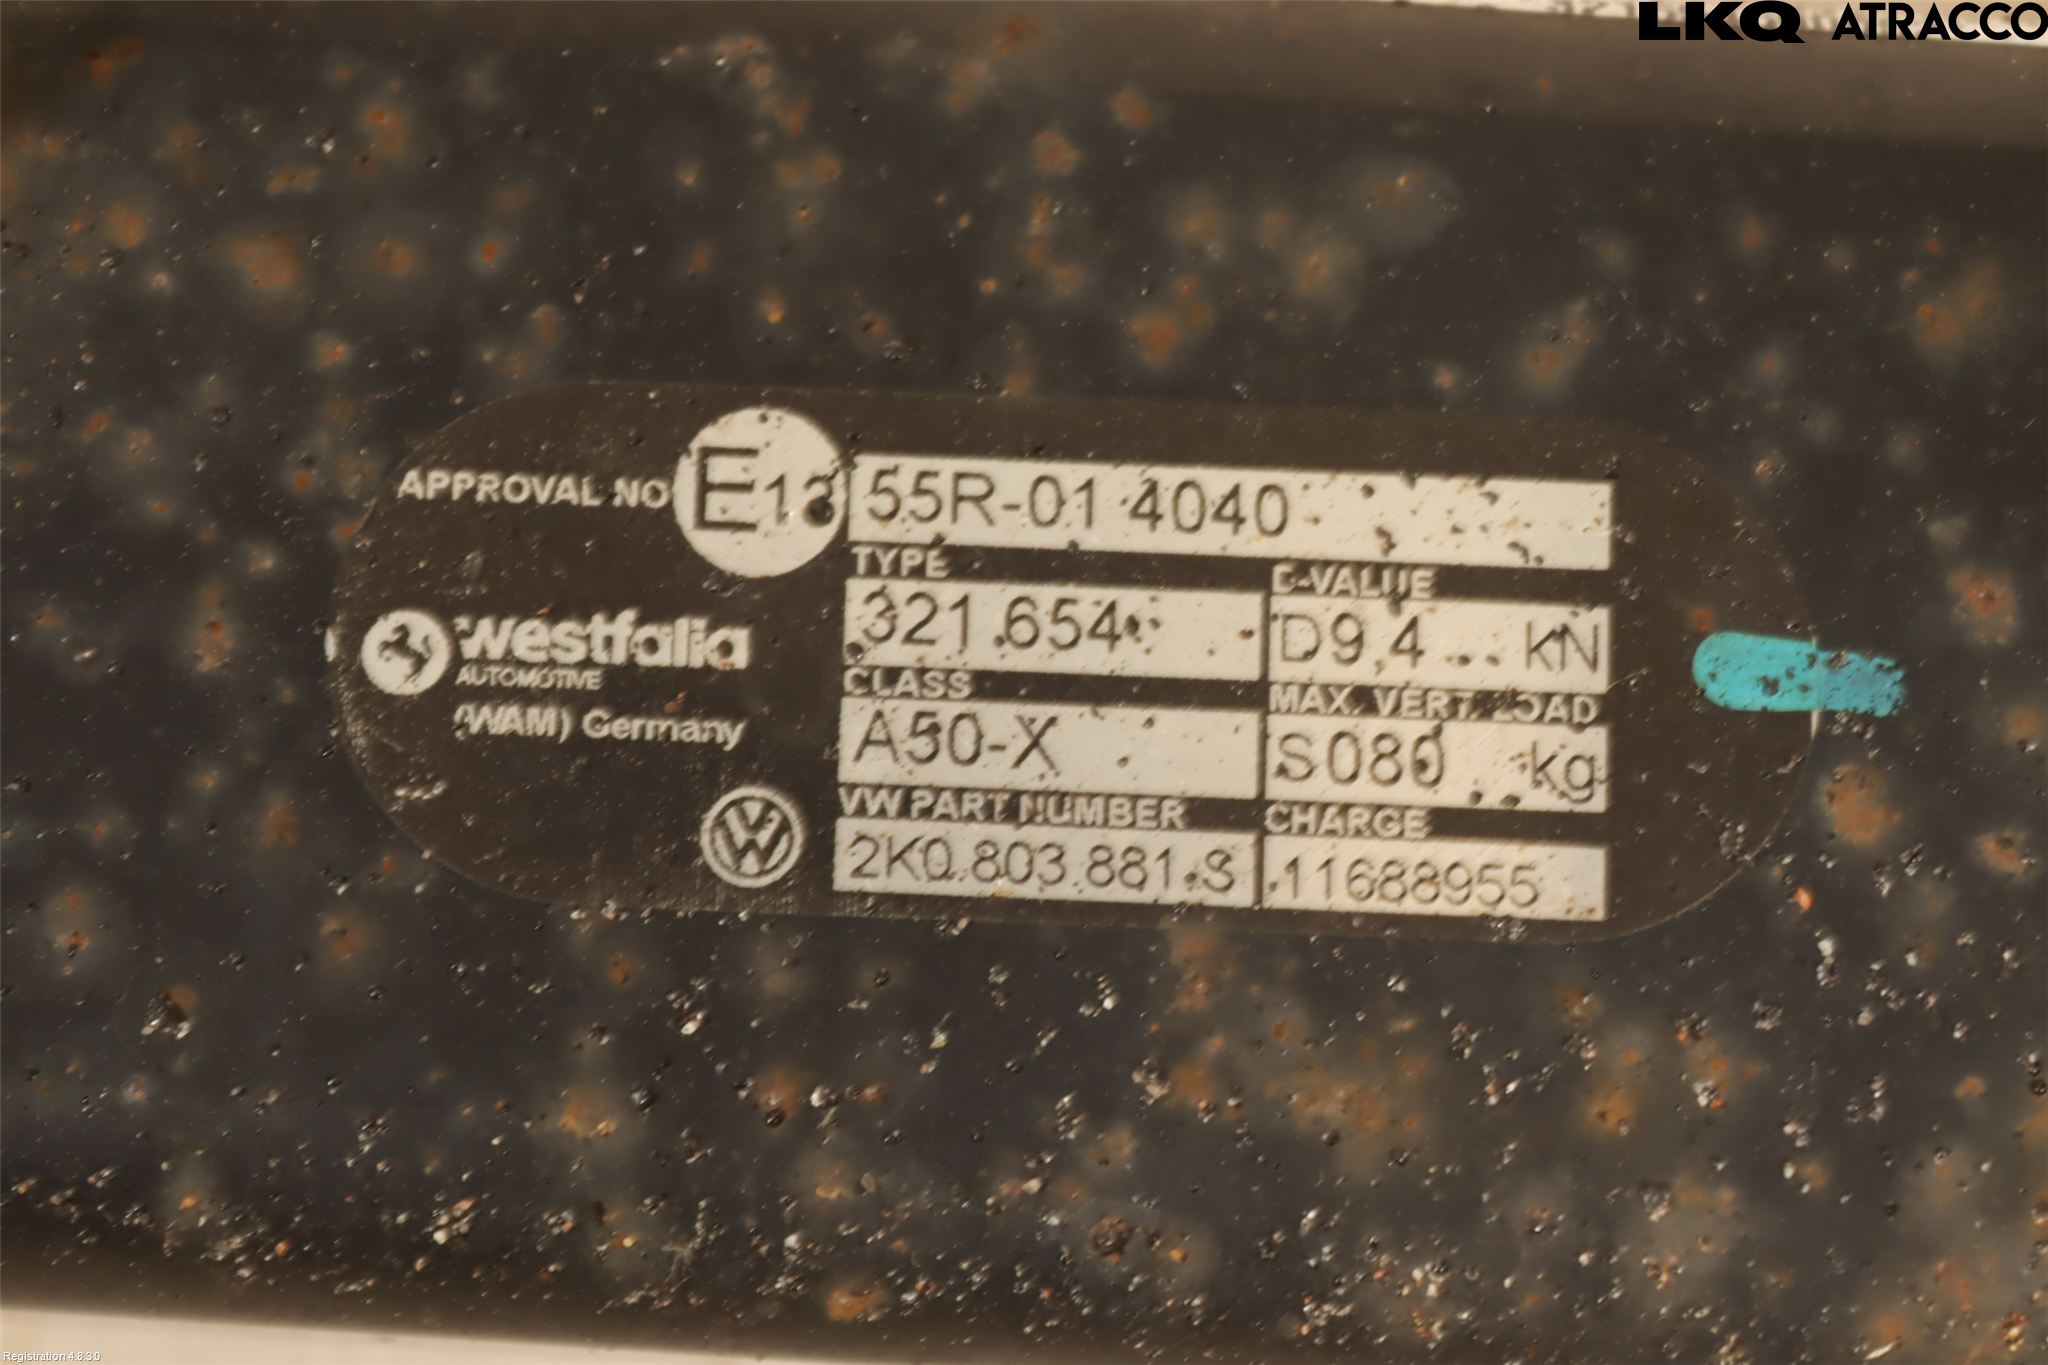 LKQ ATRACCO
APPROVAL NO E13 55R-01 4040
TYPE D-VALUE
321.654 D9,4 kN
westfalia
AUTOMOTIVE
(WAM) Germany
CLASS MAX. VERT. LOAD
A50-X S080 kg
VW PART NUMBER CHARGE
2K0.803.881.S 11688955
Registration 4.8.3.0